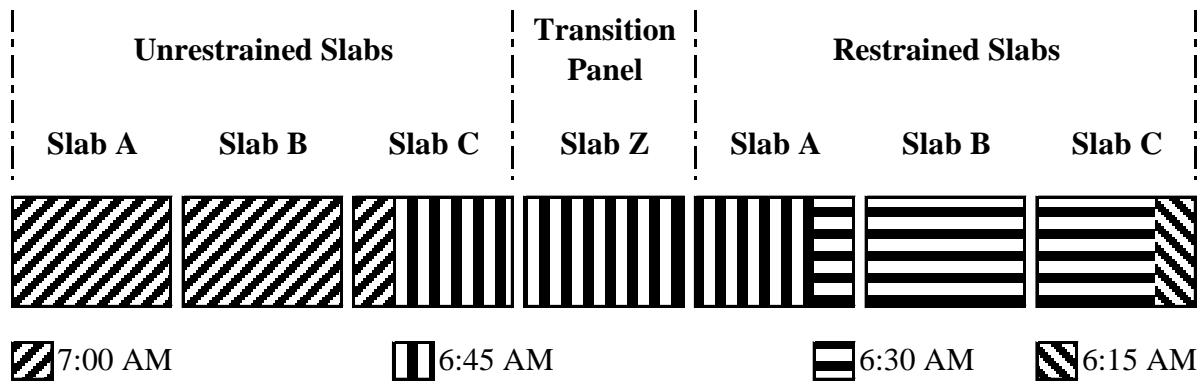 Unrestrained Slabs
Transition
Panel
Restrained Slabs
Slab A Slab B Slab C Slab Z Slab A Slab B Slab C
7:00 AM 6:45 AM 6:30 AM 6:15 AM